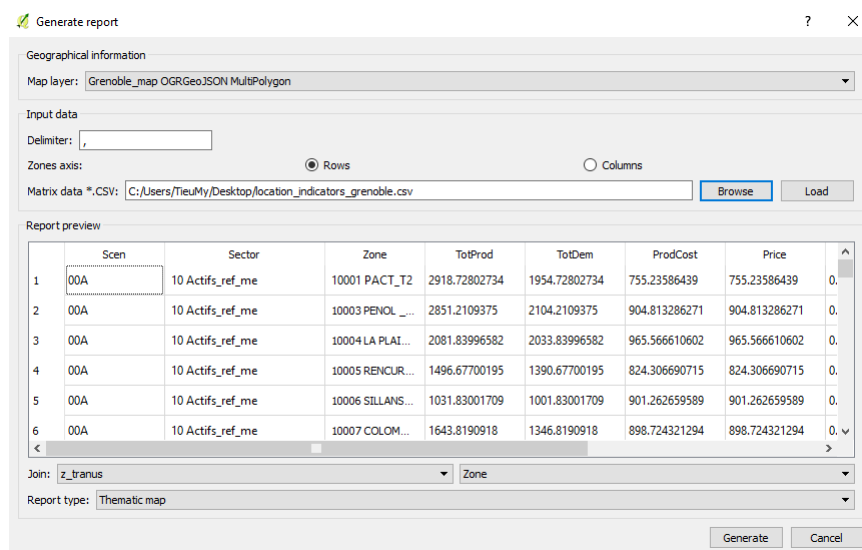 Generate report ?
Geographical information
Map layer: Grenoble_map OGRGeoJSON MultiPolygon
Input data
Delimiter: ,
Zones axis: Rows Columns
Matrix data *.CSV: C:/Users/TieuMy/Desktop/location_indicators_grenoble.csv Browse Load
Report preview
Scen Sector Zone TotProd TotDem ProdCost Price
1 00A 10 Actifs_ref_me 10001 PACT_T2 2918.72802734 1954.72802734 755.23586439 755.23586439 0.
2 00A 10 Actifs_ref_me 10003 PENOL _... 2851.2109375 2104.2109375 904.813286271 904.813286271 0.
3 00A 10 Actifs_ref_me 10004 LA PLAI... 2081.83996582 2033.83996582 965.566610602 965.566610602 0.
4 00A 10 Actifs_ref_me 10005 RENCUR... 1496.67700195 1390.67700195 824.306690715 824.306690715 0.
5 00A 10 Actifs_ref_me 10006 SILLANS... 1031.83001709 1001.83001709 901.262659589 901.262659589 0.
6 00A 10 Actifs_ref_me 10007 COLOM... 1643.8190918 1346.8190918 898.724321294 898.724321294 0.
Join: z_tranus Zone
Report type: Thematic map
Generate Cancel